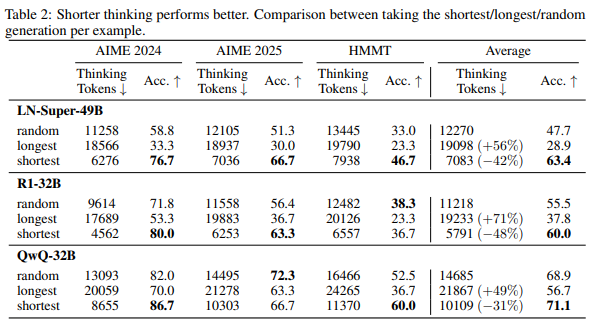 Table 2: Shorter thinking performs better. Comparison between taking the shortest/longest/random
generation per example.
AIME 2024 AIME 2025 HMMT Average
Thinking Tokens ↓ Acc. ↑ Thinking Tokens ↓ Acc. ↑ Thinking Tokens ↓ Acc. ↑ Thinking Tokens ↓ Acc. ↑
LN-Super-49B
random 11258 58.8 12105 51.3 13445 33.0 12270 47.7
longest 18566 33.3 18937 30.0 19790 23.3 19098 (+56%) 28.9
shortest 6276 76.7 7036 66.7 7938 46.7 7083 (−42%) 63.4
R1-32B
random 9614 71.8 11558 56.4 12482 38.3 11218 55.5
longest 17689 53.3 19883 36.7 20126 23.3 19233 (+71%) 37.8
shortest 4562 80.0 6253 63.3 6557 36.7 5791 (−48%) 60.0
QwQ-32B
random 13093 82.0 14495 72.3 16466 52.5 14685 68.9
longest 20059 70.0 21278 63.3 24265 36.7 21867 (+49%) 56.7
shortest 8655 86.7 10303 66.7 11370 60.0 10109 (−31%) 71.1